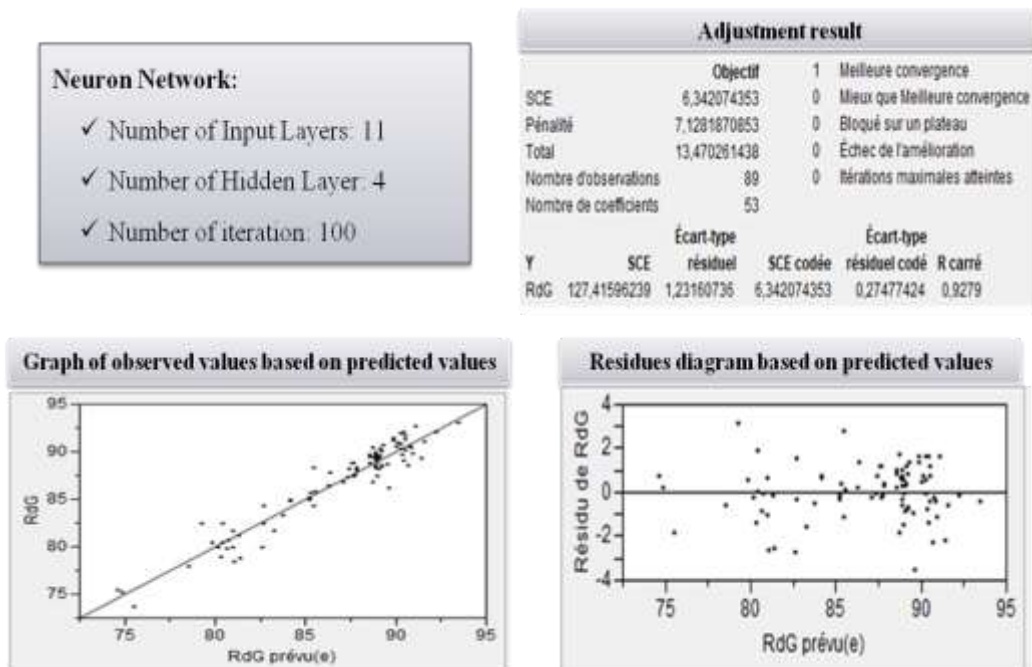 Neuron Network:
✓ Number of Input Layers: 11
✓ Number of Hidden Layer: 4
✓ Number of iteration: 100
Adjustment result
Objectif 1 Meilleure convergence
SCE 6,342074353 0 Mieux que Meilleure convergence
Pénalité 7,1281870853 0 Bloqué sur un plateau
Total 13,470261438 0 Échec de l'amélioration
Nombre d'observations 89 0 Itérations maximales atteintes
Nombre de coefficients 53
Écart-type Écart-type
Y SCE résiduel SCE codée résiduel codé R carré
RdG 127,41596239 1,23160736 6,342074353 0,27477424 0,9279
Graph of observed values based on predicted values
95
90
85
80
75
RdG
75 80 85 90 95
RdG prévu(e)
Residues diagram based on predicted values
4
2
0
-2
-4
Résidu de RdG
75 80 85 90 95
RdG prévu(e)